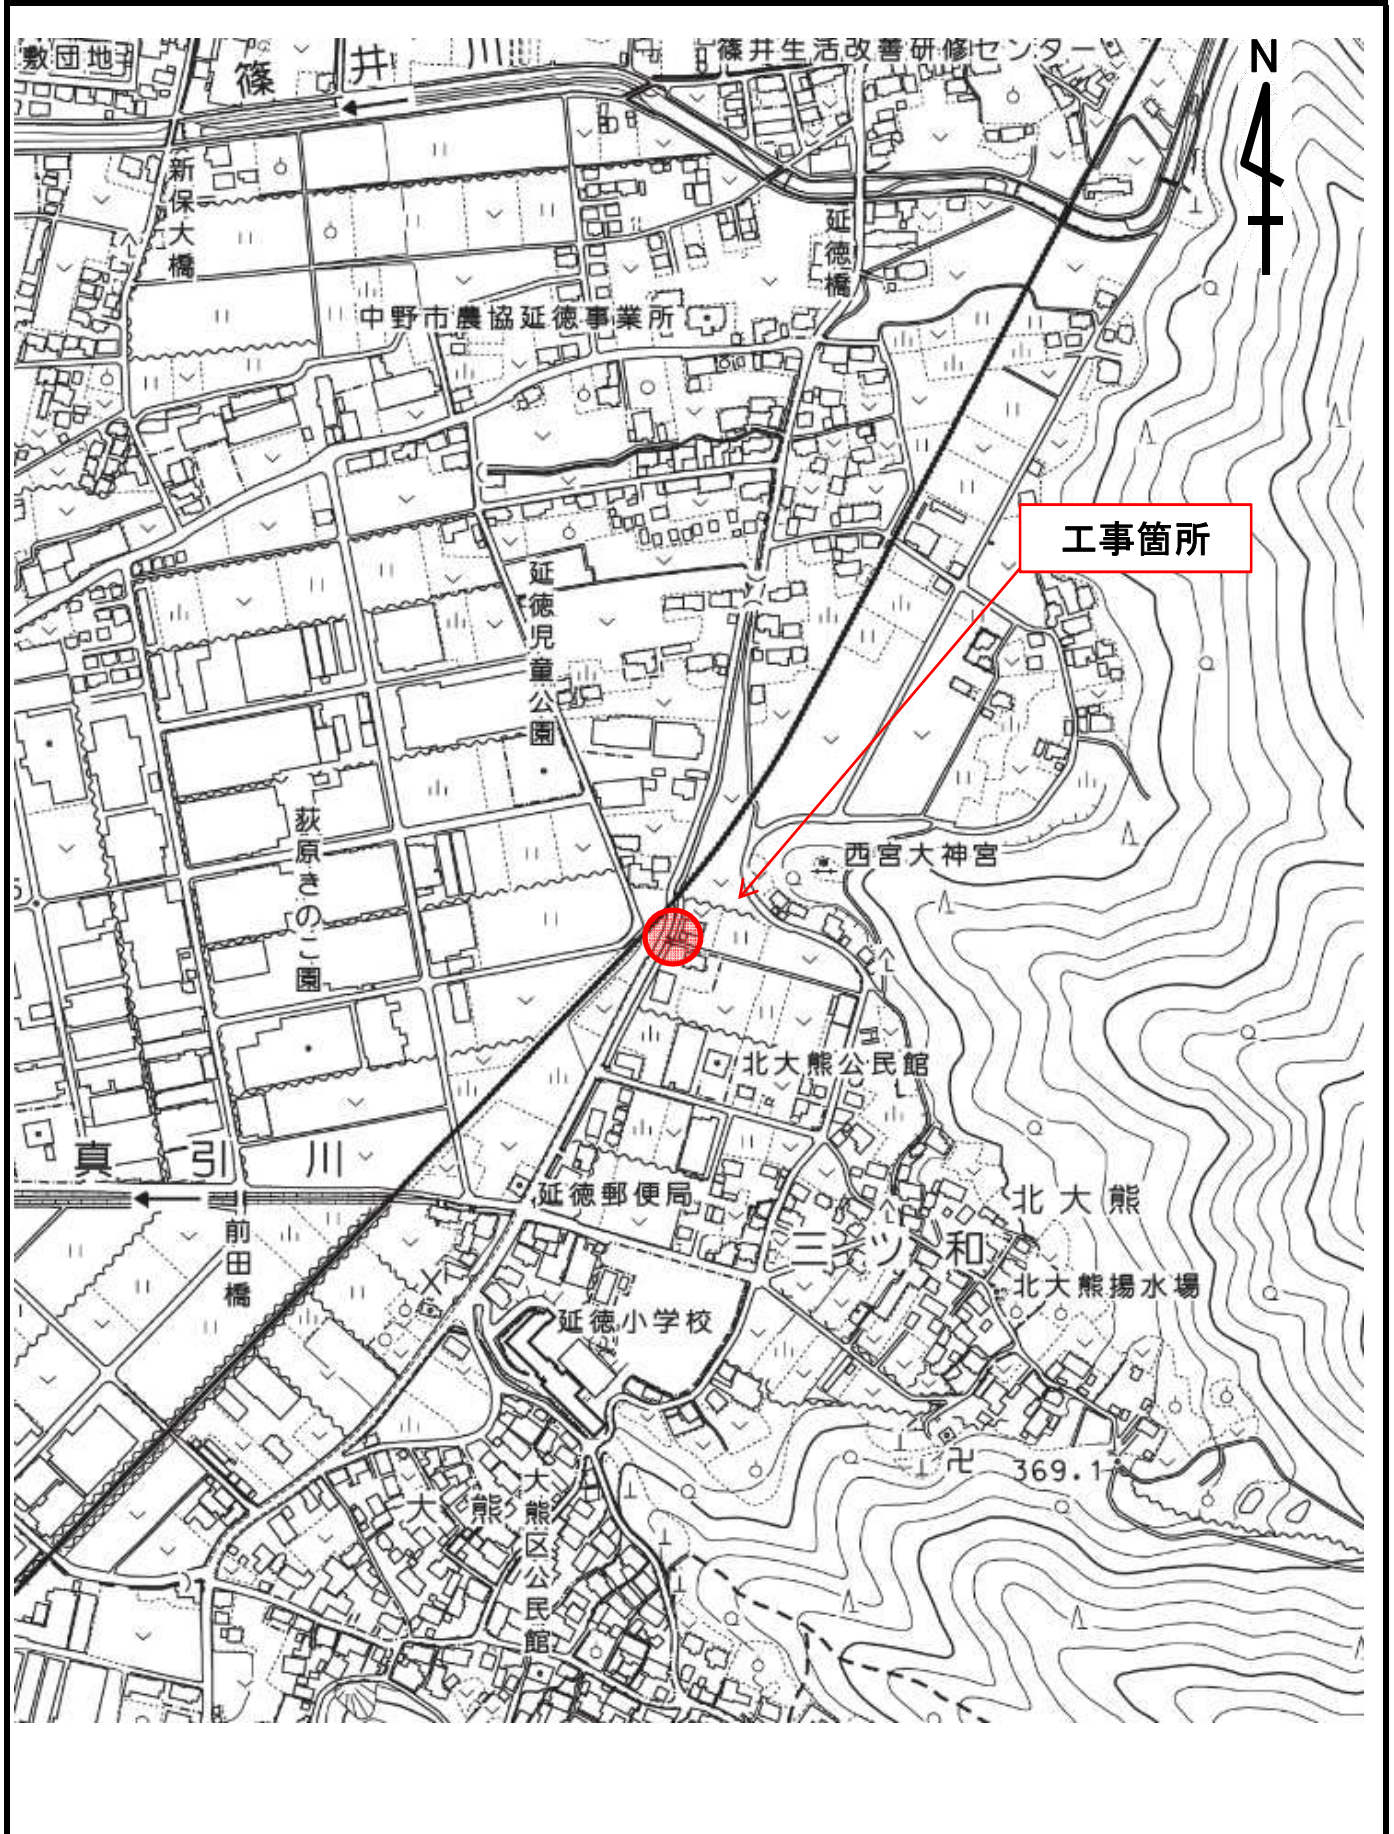 敷団地
篠井川
篠井生活改善研修センター
N
新保大橋
延徳橋
中野市農協延徳事業所
工事箇所
延徳児童公園
荻原きのこ園
西宮大神宮
北大熊公民館
真引川
延徳郵便局
北大熊
前田橋
三ツ和
北大熊揚水場
延徳小学校
369.1
大熊
大熊区公民館